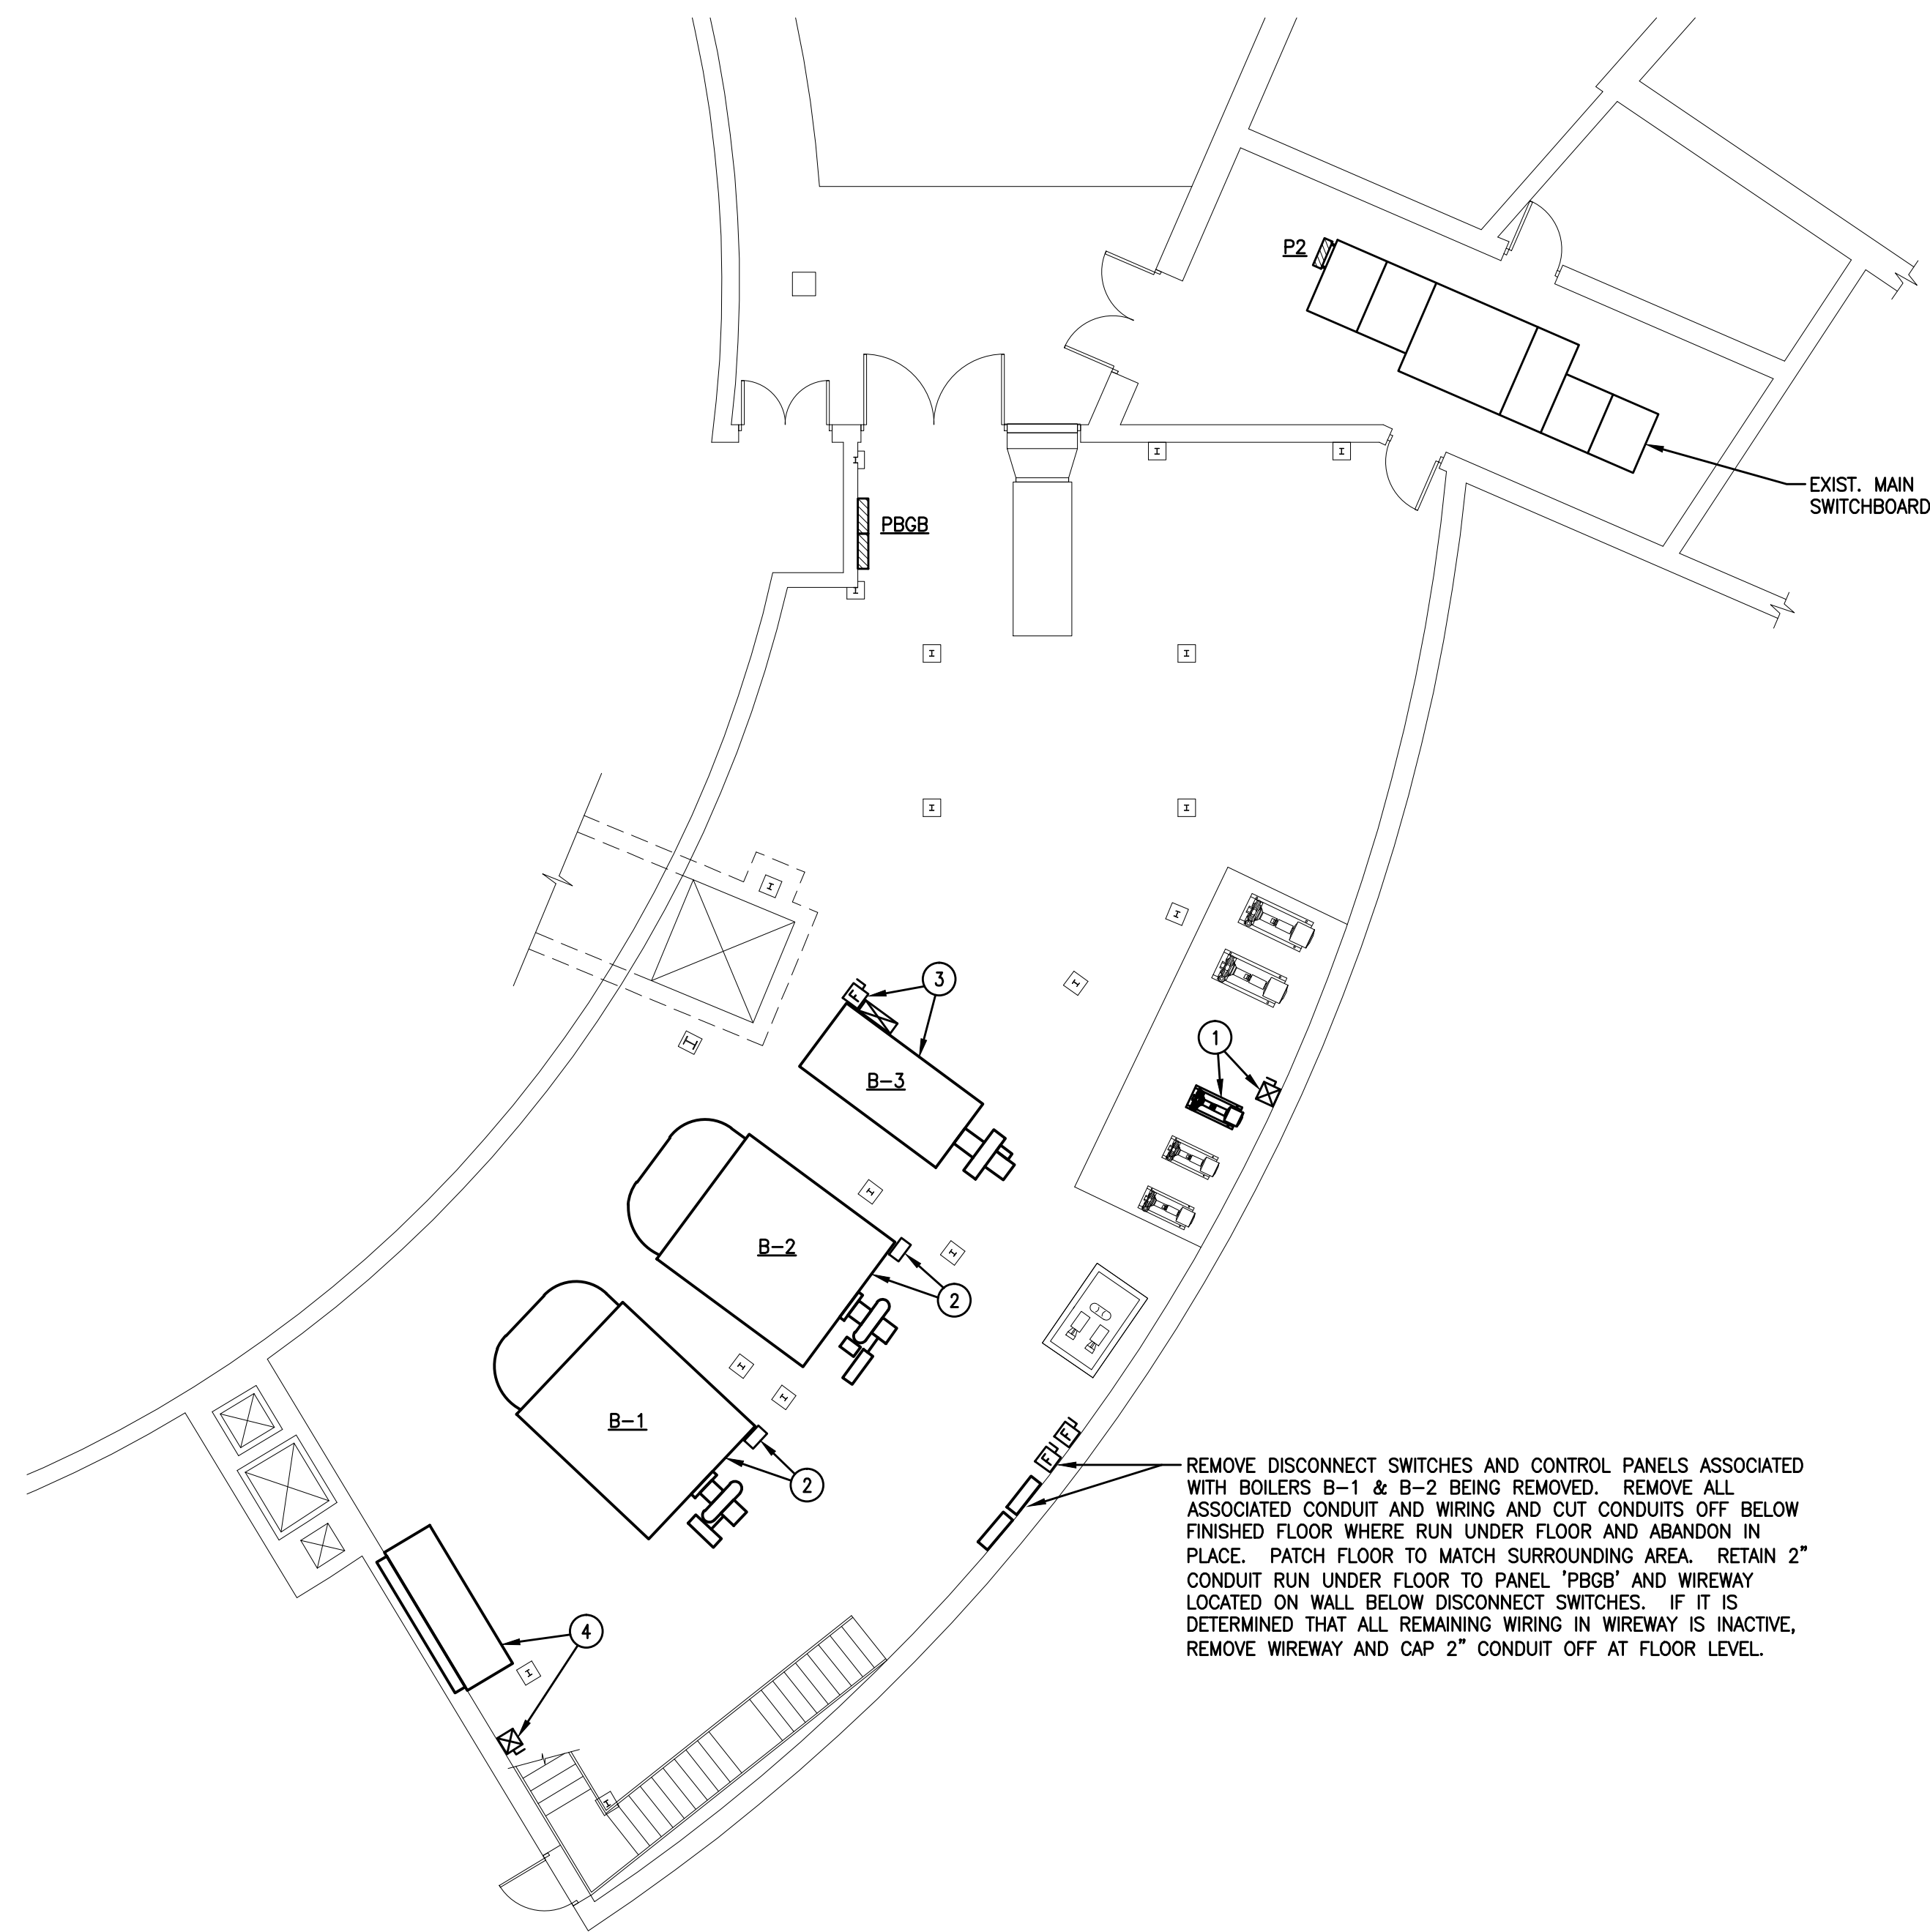 P2
EXIST. MAIN
SWITCHBOARD
PBGB
3
1
B-3
B-2
2
B-1
2
REMOVE DISCONNECT SWITCHES AND CONTROL PANELS ASSOCIATED
WITH BOILERS B-1 & B-2 BEING REMOVED. REMOVE ALL
ASSOCIATED CONDUIT AND WIRING AND CUT CONDUITS OFF BELOW
FINISHED FLOOR WHERE RUN UNDER FLOOR AND ABANDON IN
PLACE. PATCH FLOOR TO MATCH SURROUNDING AREA. RETAIN 2"
CONDUIT RUN UNDER FLOOR TO PANEL 'PBGB' AND WIREWAY
LOCATED ON WALL BELOW DISCONNECT SWITCHES. IF IT IS
DETERMINED THAT ALL REMAINING WIRING IN WIREWAY IS INACTIVE,
REMOVE WIREWAY AND CAP 2" CONDUIT OFF AT FLOOR LEVEL.
F
F
F
4